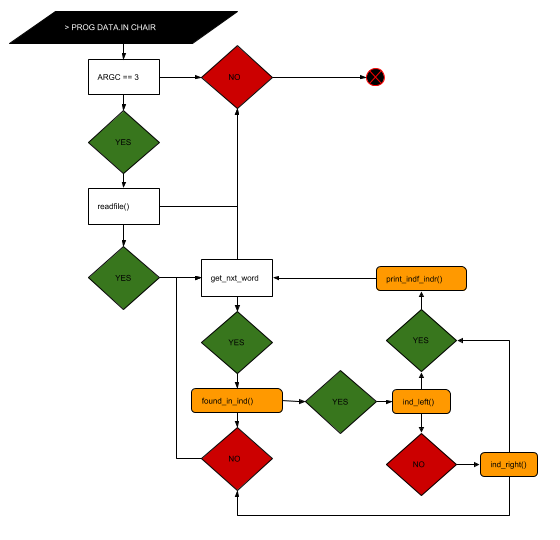 > PROG DATA.IN CHAIR
ARGC == 3
NO
YES
readfile()
YES
get_nxt_word
print_indf_indr()
YES
YES
found_in_ind()
YES
ind_left()
NO
NO
ind_right()